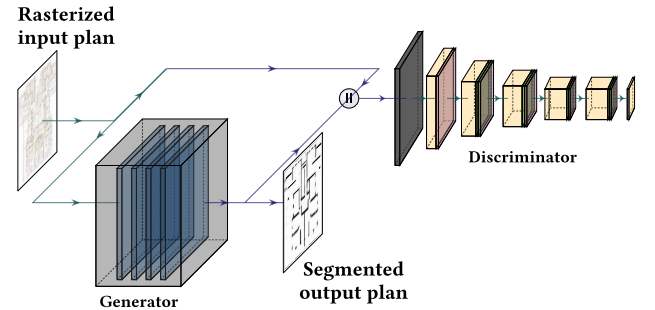 Rasterized
input plan
Discriminator
Segmented
output plan
Generator